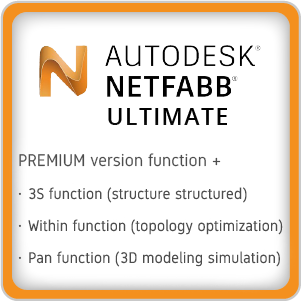 AUTODESK®
NETFABB®
ULTIMATE
PREMIUM version function +
· 3S function (structure structured)
· Within function (topology optimization)
· Pan function (3D modeling simulation)